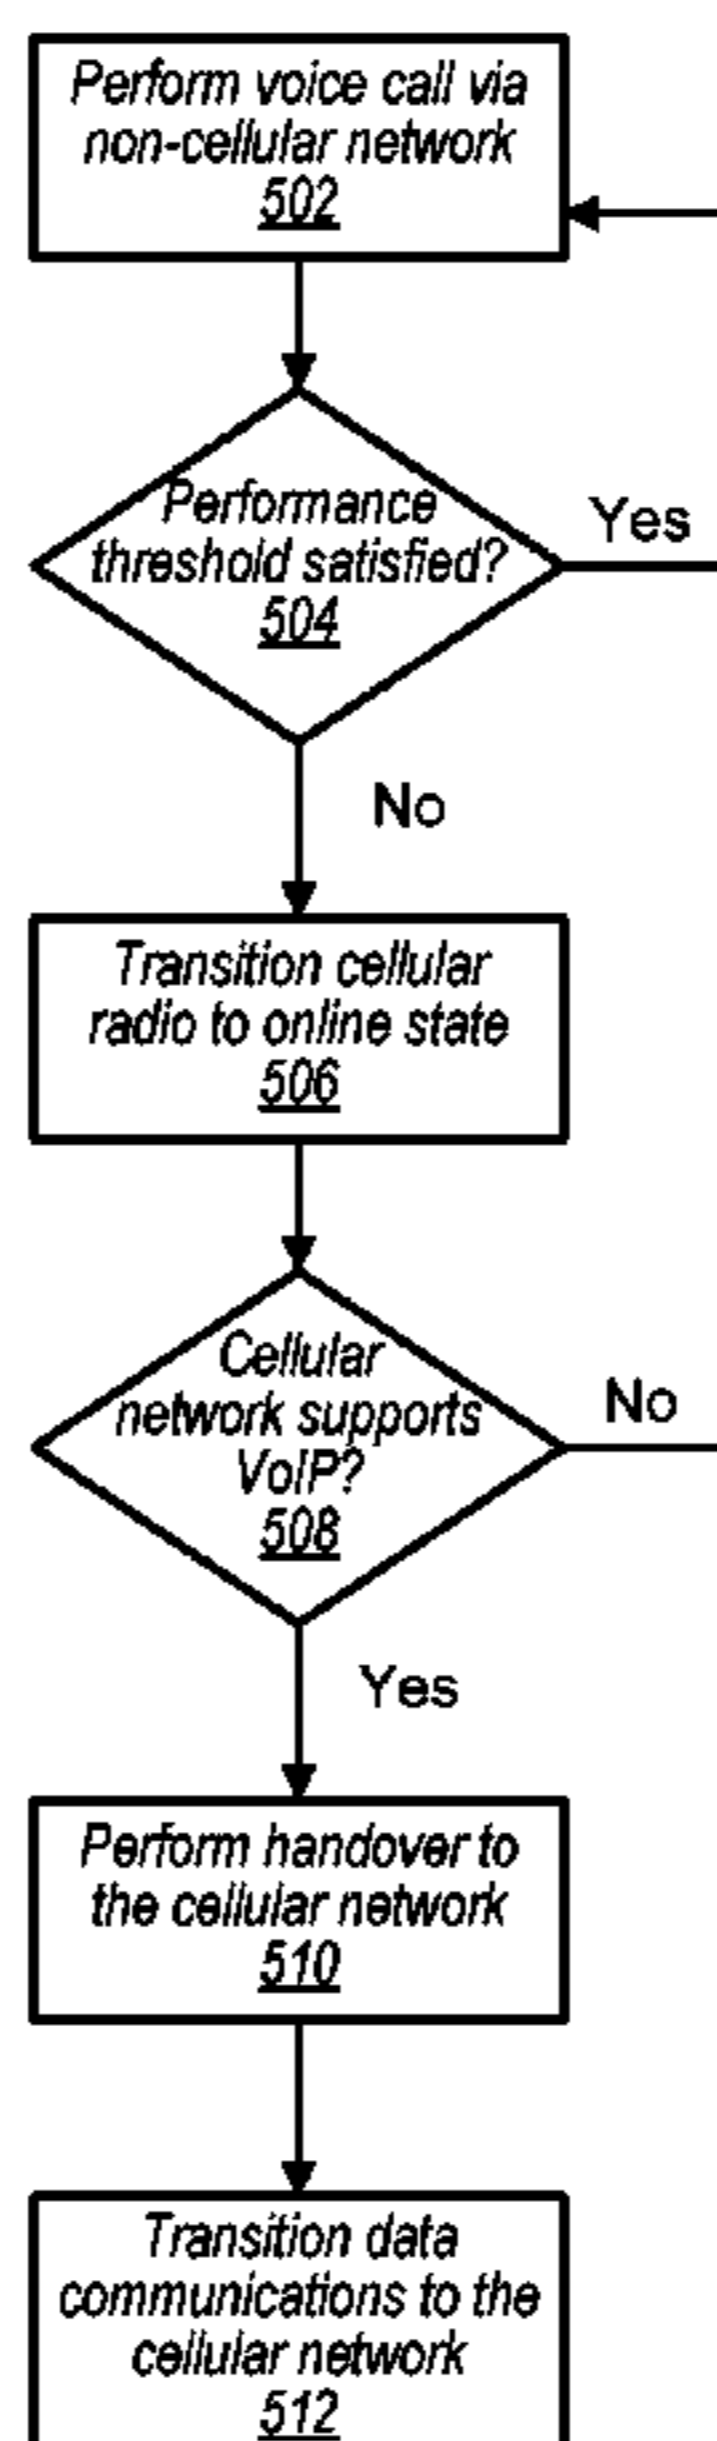 Perform voice call via
non-cellular network
502
Performance
threshold satisfied?
504
Yes
No
Transition cellular
radio to online state
506
Cellular
network supports
VoIP?
508
No
Yes
Perform handover to
the cellular network
510
Transition data
communications to the
cellular network
512